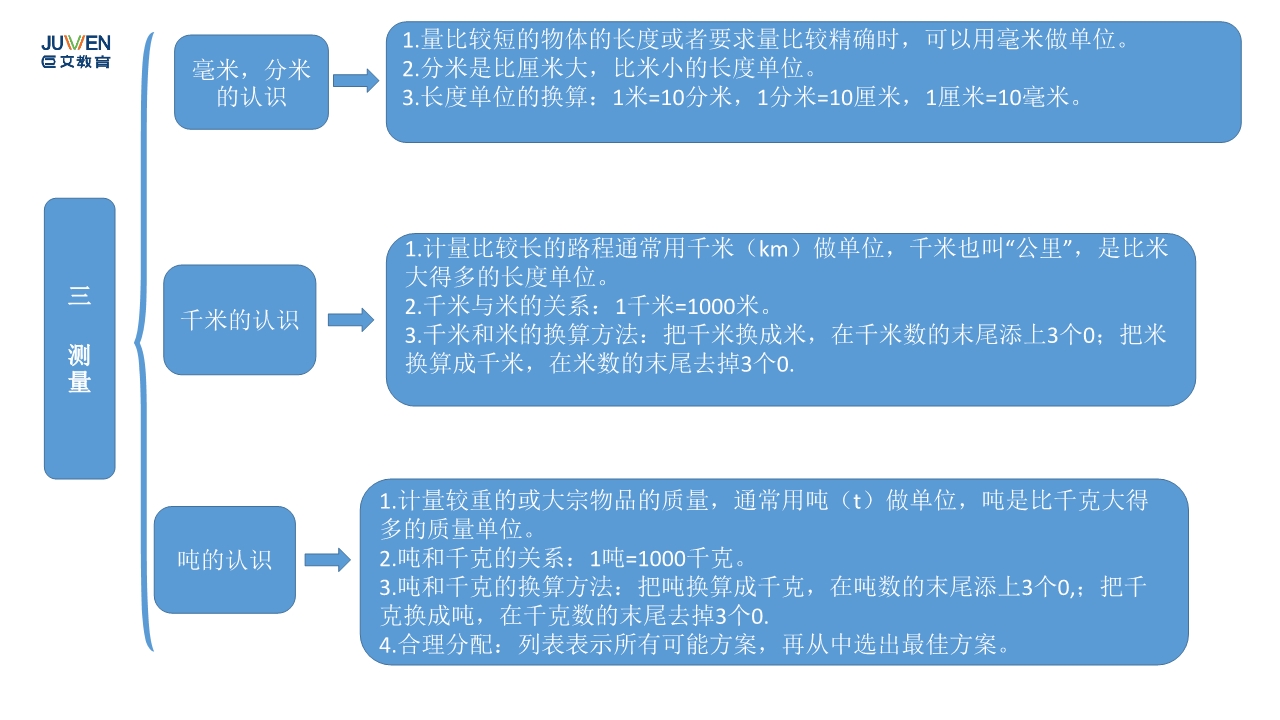 JUWEN
巨文教育
三
测
量
毫米，分米
的认识
1.量比较短的物体的长度或者要求量比较精确时，可以用毫米做单位。
2.分米是比厘米大，比米小的长度单位。
3.长度单位的换算：1米=10分米，1分米=10厘米，1厘米=10毫米。
千米的认识
1.计量比较长的路程通常用千米（km）做单位，千米也叫“公里”，是比米
大得多的长度单位。
2.千米与米的关系：1千米=1000米。
3.千米和米的换算方法：把千米换成米，在千米数的末尾添上3个0；把米
换算成千米，在米数的末尾去掉3个0.
吨的认识
1.计量较重的或大宗物品的质量，通常用吨（t）做单位，吨是比千克大得
多的质量单位。
2.吨和千克的关系：1吨=1000千克。
3.吨和千克的换算方法：把吨换算成千克，在吨数的末尾添上3个0,；把千
克换成吨，在千克数的末尾去掉3个0.
4.合理分配：列表表示所有可能方案，再从中选出最佳方案。